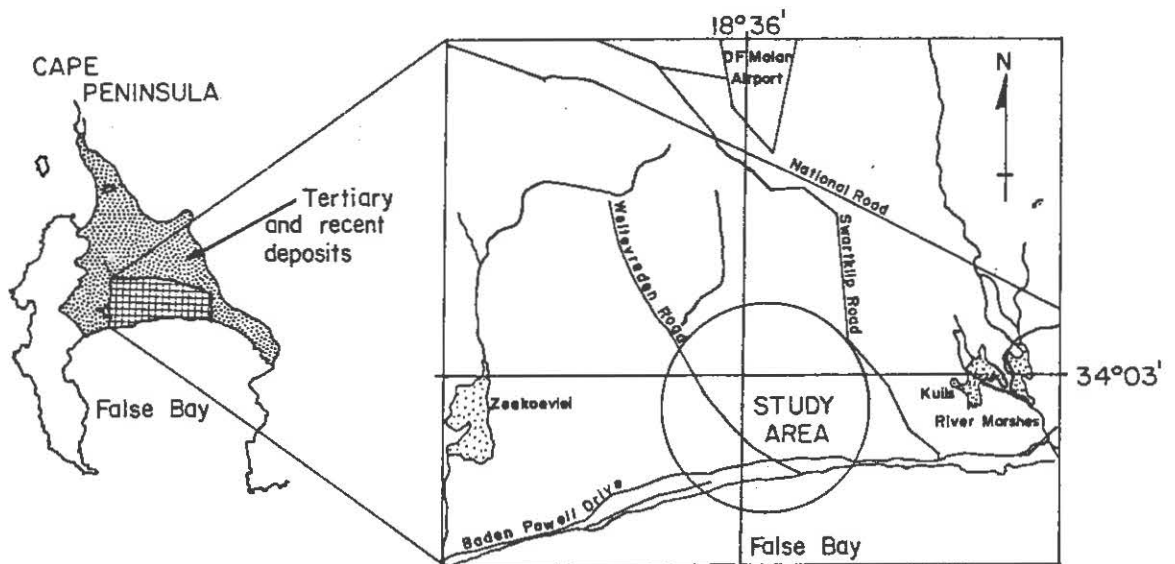 CAPE
PENINSULA
Tertiary
and recent
deposits
False Bay
18°36'
DF Malan
Airport
N
National Road
Weltevreden Road
Swartklip Road
34°03'
Zeekoevlei
STUDY
AREA
Kuils
River Marshes
Baden Powell Drive
False Bay